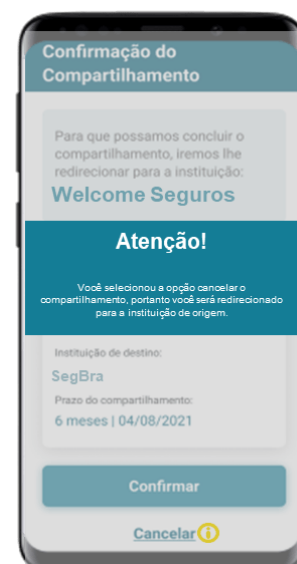 Confirmação do
Compartilhamento
Para que possamos concluir o
compartilhamento, iremos lhe
redirecionar para a instituição:
Welcome Seguros
Atenção!
Você selecionou a opção cancelar o
compartilhamento, portanto você será redirecionado
para a instituição de origem.
Instituição de destino:
SegBra
Prazo do compartilhamento:
6 meses | 04/08/2021
Confirmar
Cancelar